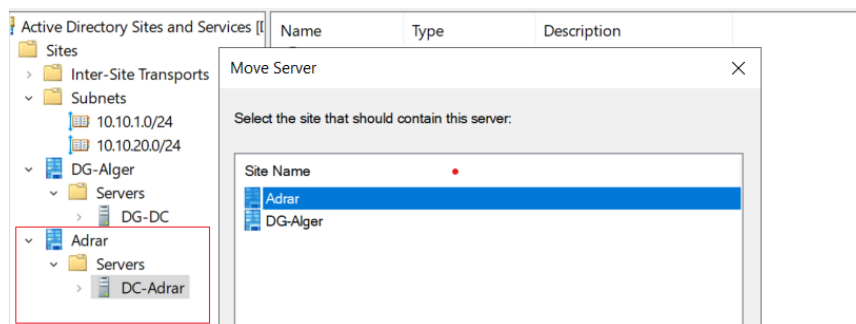 Active Directory Sites and Services [D
Name Type Description
Sites
Inter-Site Transports
Subnets
10.10.1.0/24
10.10.20.0/24
DG-Alger
Servers
DG-DC
Adrar
Servers
DC-Adrar
Move Server
Select the site that should contain this server:
Site Name
Adrar
DG-Alger